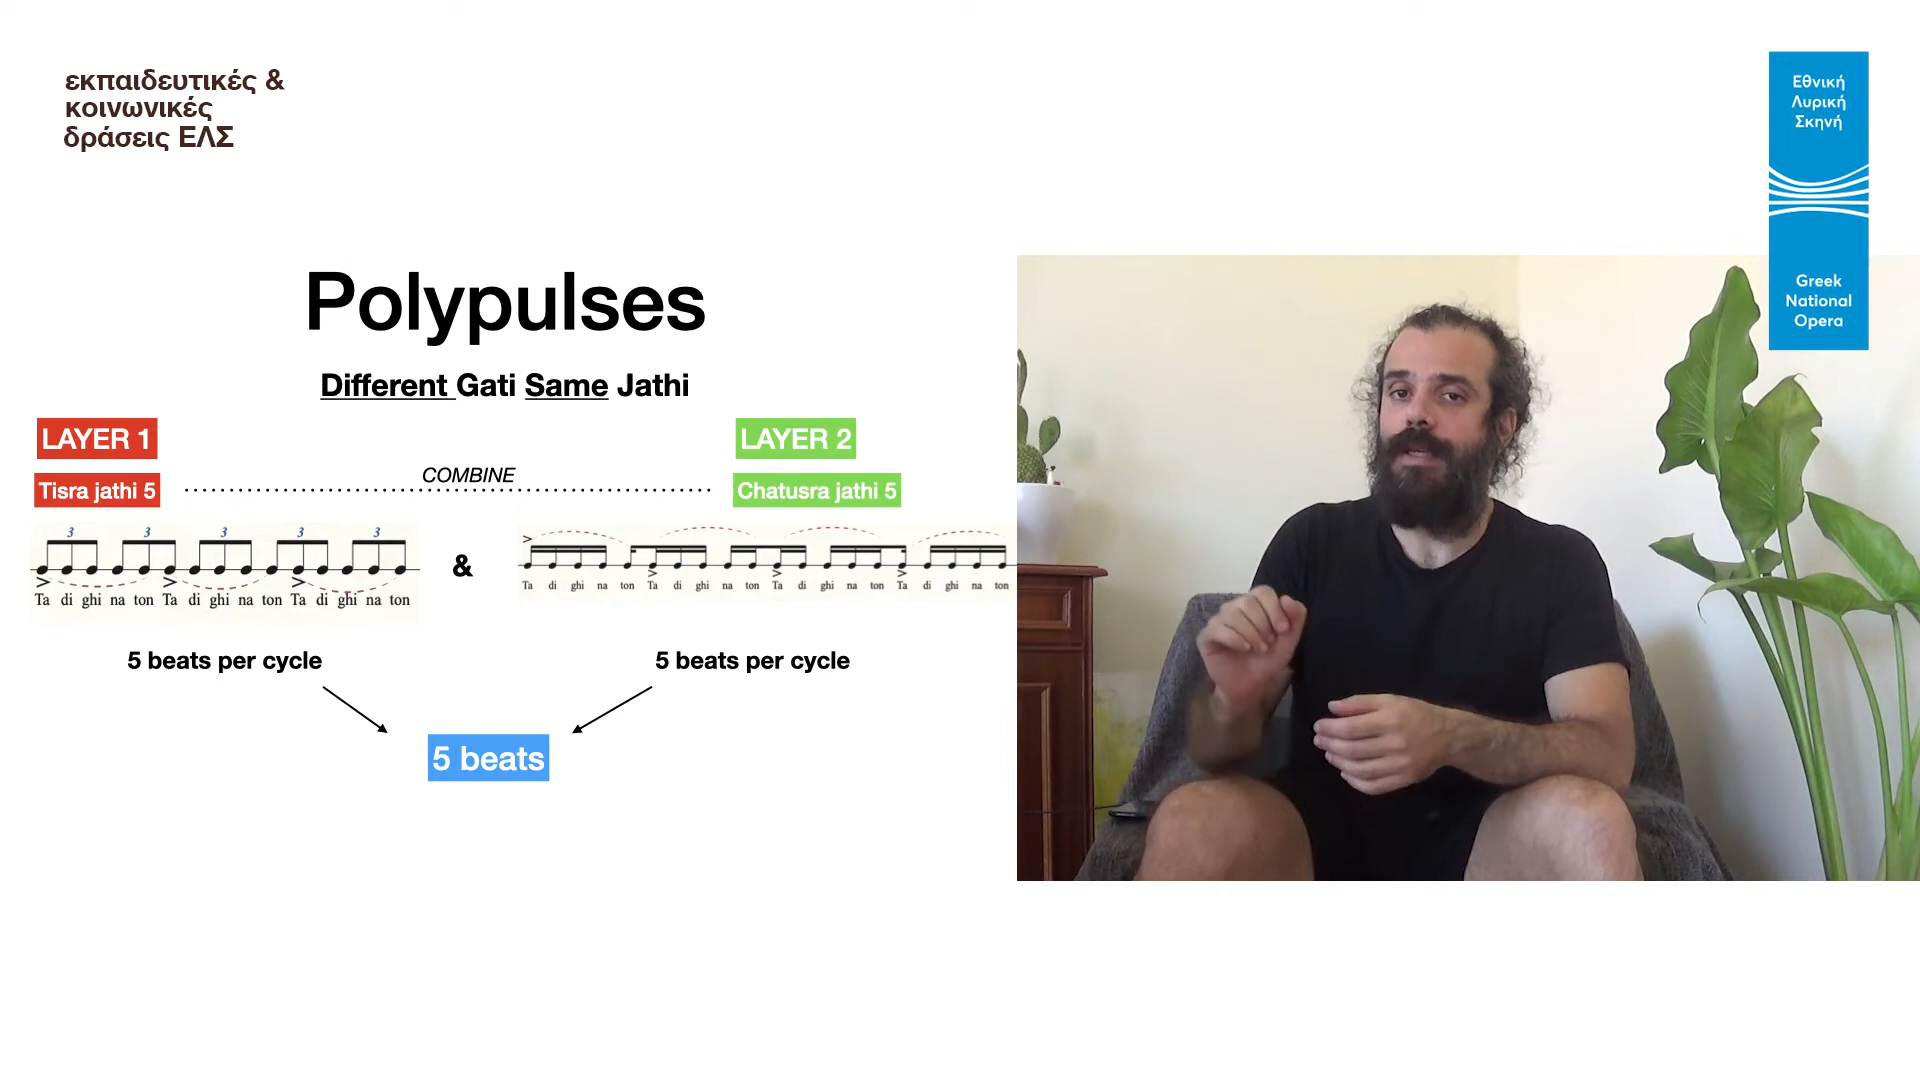 εκπαιδευτικές &
κοινωνικές
δράσεις ΕΛΣ
Εθνική
Λυρική
Σκηνή
Greek
National
Opera
Polypulses
Different Gati Same Jathi
LAYER 1
LAYER 2
COMBINE
Tisra jathi 5
Chatusra jathi 5
3 3 3 3 3
&
Ta di ghi na ton Ta di ghi na ton Ta di ghi na ton
Ta di ghi na ton Ta di ghi na ton Ta di ghi na ton Ta di ghi na ton
5 beats per cycle
5 beats per cycle
5 beats